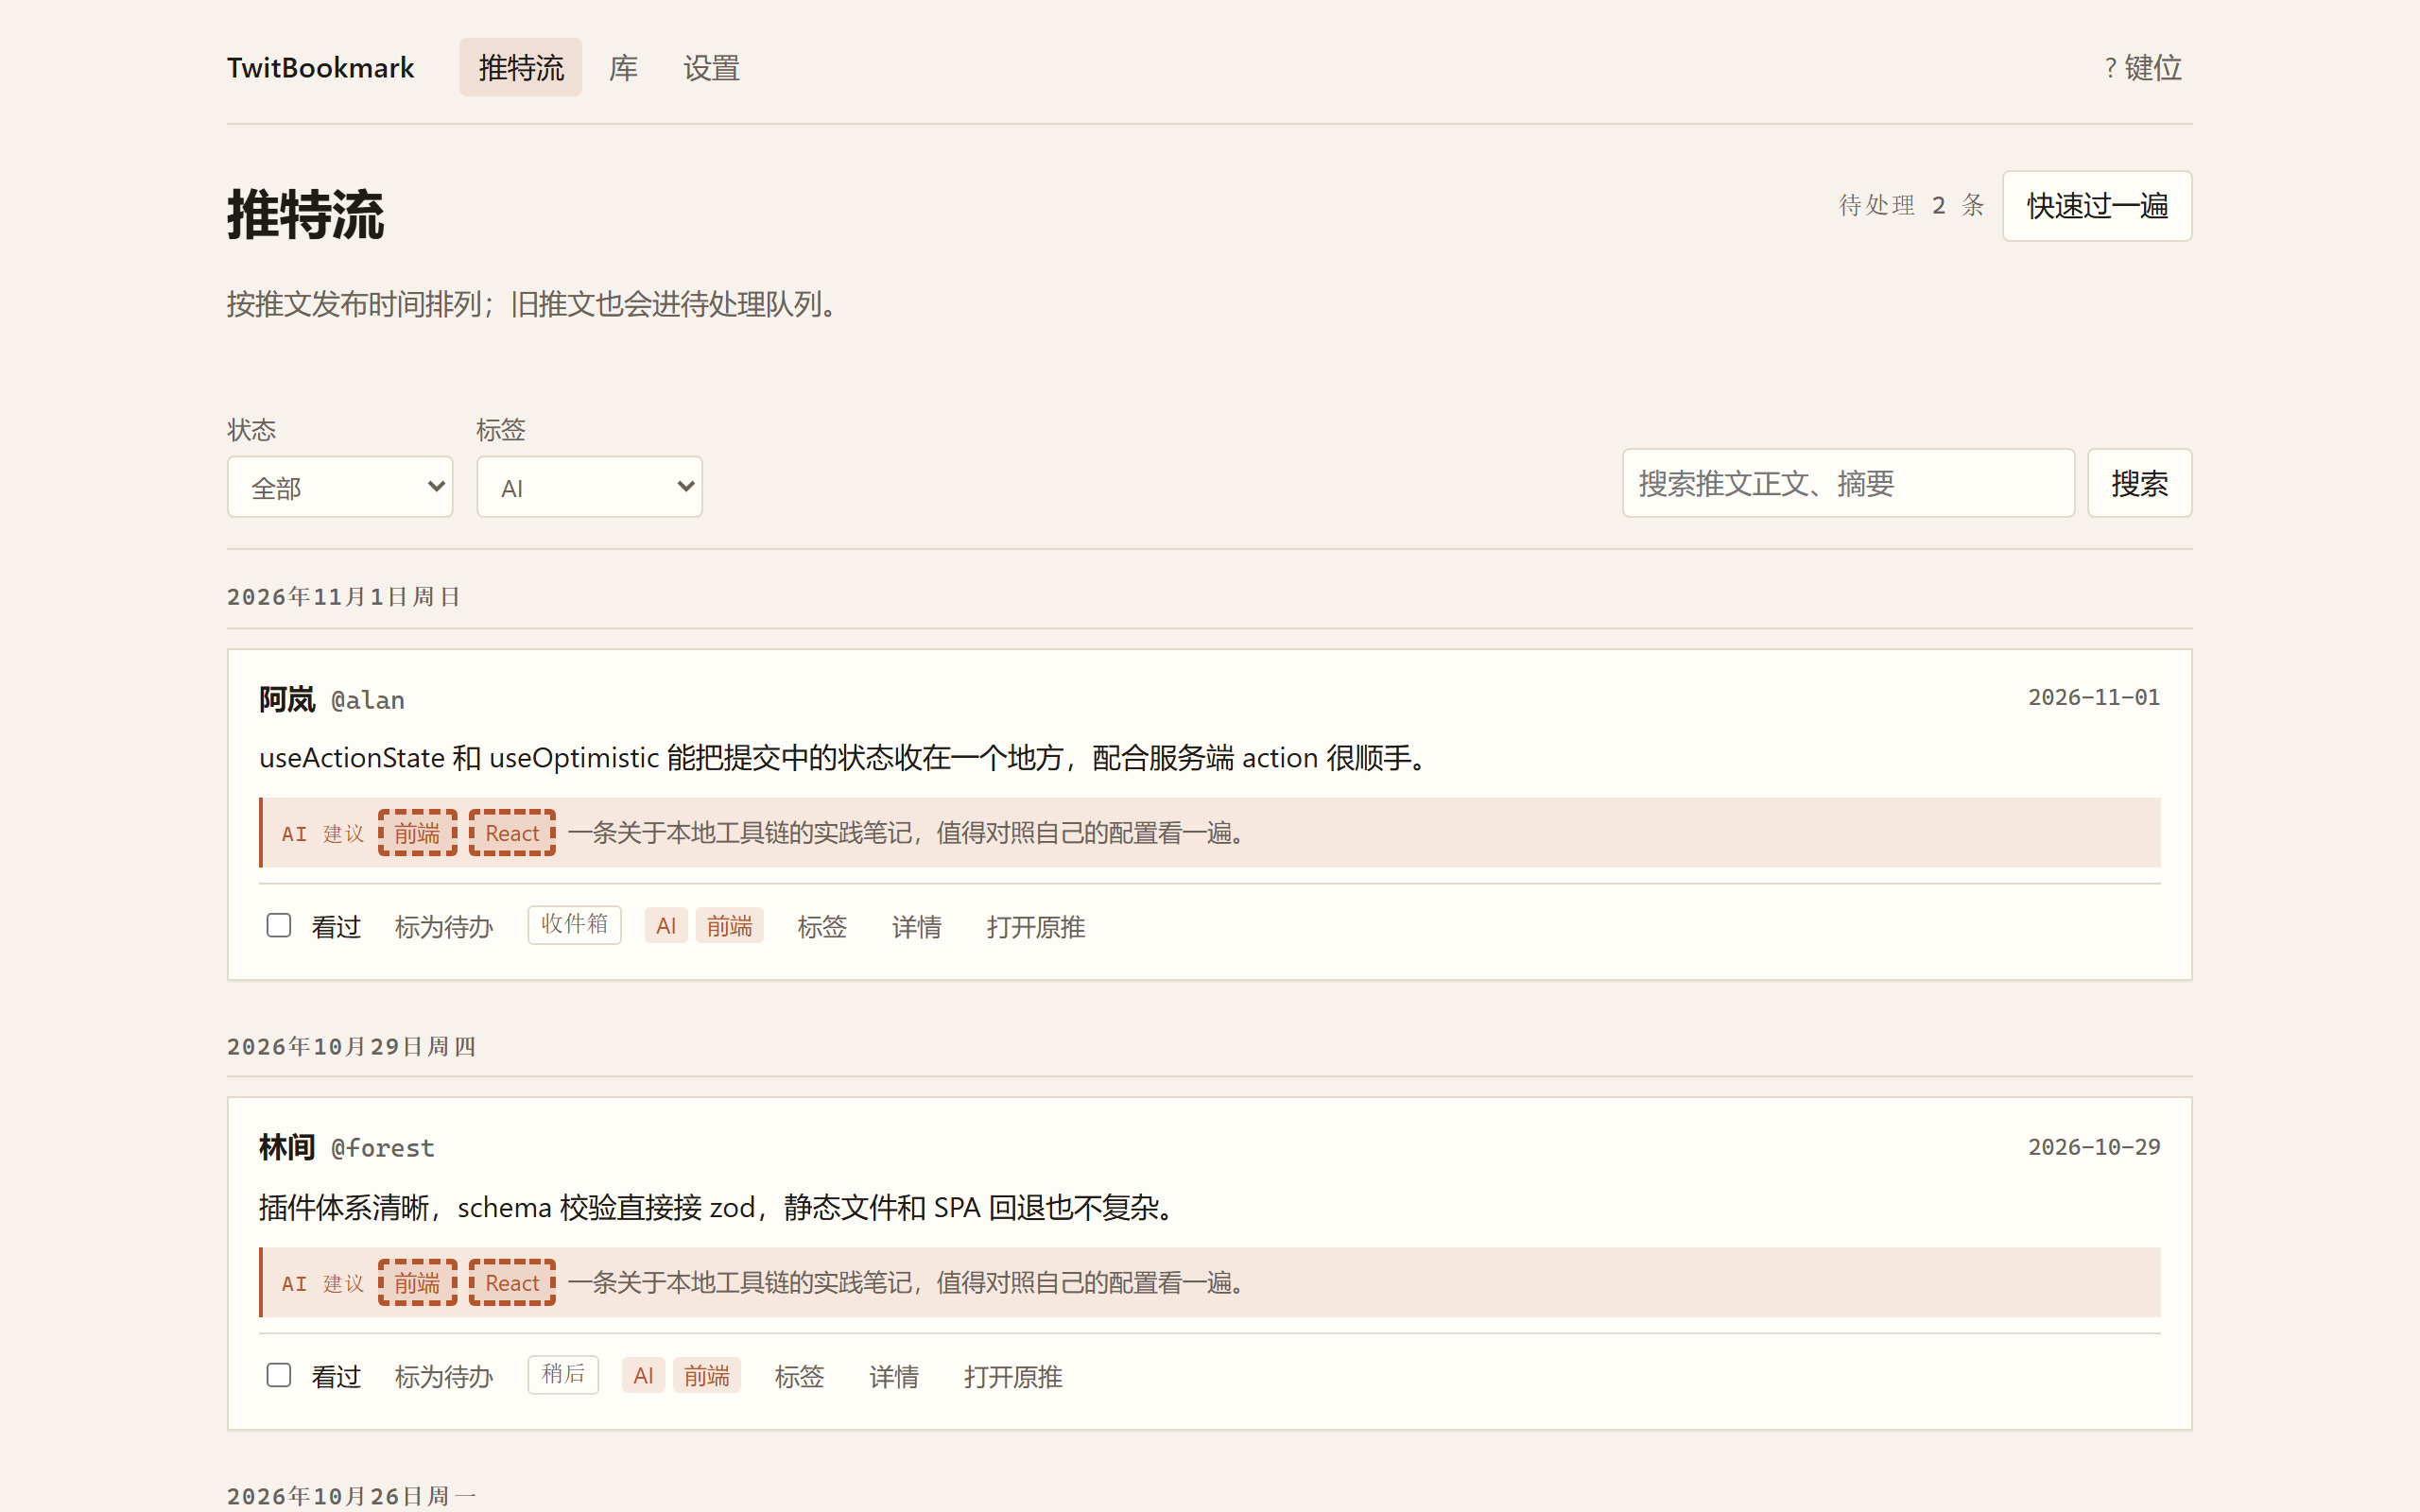 TwitBookmark 推特流 库 设置 ? 键位
推特流 待处理 2 条 快速过一遍
按推文发布时间排列；旧推文也会进待处理队列。
状态 标签
全部 AI 搜索推文正文、摘要 搜索
2026年11月1日周日
阿岚 @alan 2026-11-01
useActionState 和 useOptimistic 能把提交中的状态收在一个地方，配合服务端 action 很顺手。
AI 建议 前端 React 一条关于本地工具链的实践笔记，值得对照自己的配置看一遍。
看过 标为待办 收件箱 AI 前端 标签 详情 打开原推
2026年10月29日周四
林间 @forest 2026-10-29
插件体系清晰，schema 校验直接接 zod，静态文件和 SPA 回退也不复杂。
AI 建议 前端 React 一条关于本地工具链的实践笔记，值得对照自己的配置看一遍。
看过 标为待办 稍后 AI 前端 标签 详情 打开原推
2026年10月26日周一